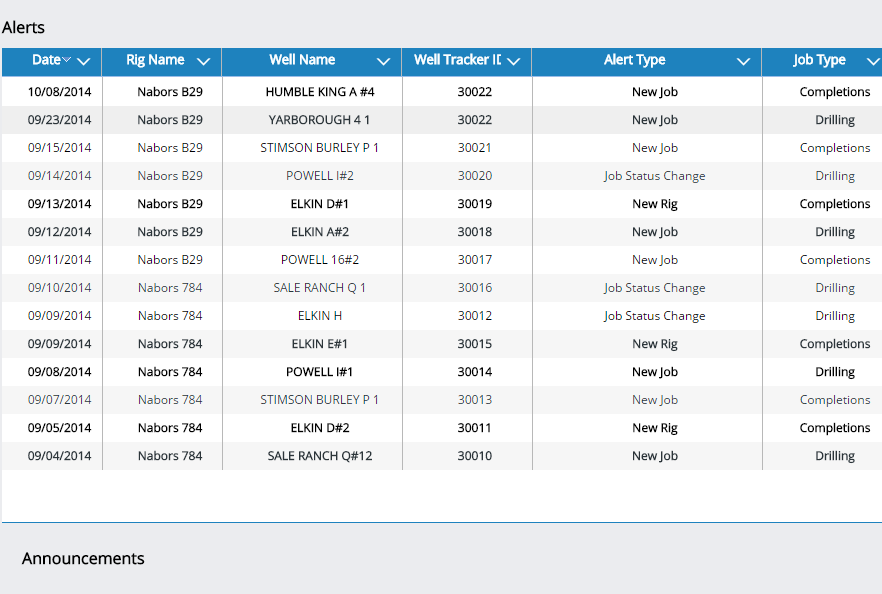 Alerts
Date Rig Name Well Name Well Tracker ID Alert Type Job Type
10/08/2014 Nabors B29 HUMBLE KING A #4 30022 New Job Completions
09/23/2014 Nabors B29 YARBOROUGH 4 1 30022 New Job Drilling
09/15/2014 Nabors B29 STIMSON BURLEY P 1 30021 New Job Completions
09/14/2014 Nabors B29 POWELL I#2 30020 Job Status Change Drilling
09/13/2014 Nabors B29 ELKIN D#1 30019 New Rig Completions
09/12/2014 Nabors B29 ELKIN A#2 30018 New Job Drilling
09/11/2014 Nabors B29 POWELL 16#2 30017 New Job Completions
09/10/2014 Nabors 784 SALE RANCH Q 1 30016 Job Status Change Drilling
09/09/2014 Nabors 784 ELKIN H 30012 Job Status Change Drilling
09/09/2014 Nabors 784 ELKIN E#1 30015 New Rig Completions
09/08/2014 Nabors 784 POWELL I#1 30014 New Job Drilling
09/07/2014 Nabors 784 STIMSON BURLEY P 1 30013 New Job Completions
09/05/2014 Nabors 784 ELKIN D#2 30011 New Rig Completions
09/04/2014 Nabors 784 SALE RANCH Q#12 30010 New Job Drilling
Announcements